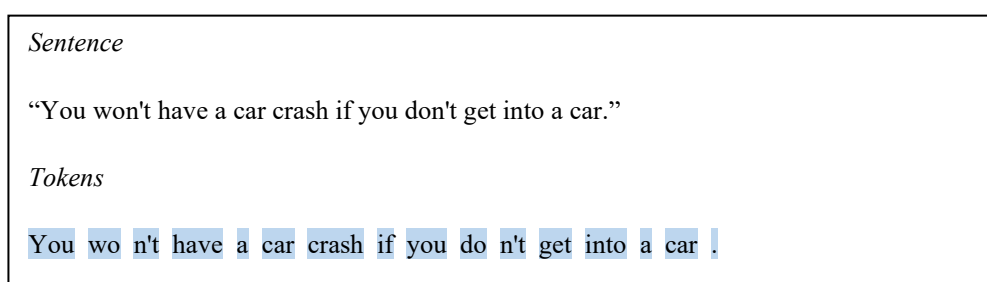 Sentence
“You won't have a car crash if you don't get into a car.”
Tokens
You wo n't have a car crash if you do n't get into a car .